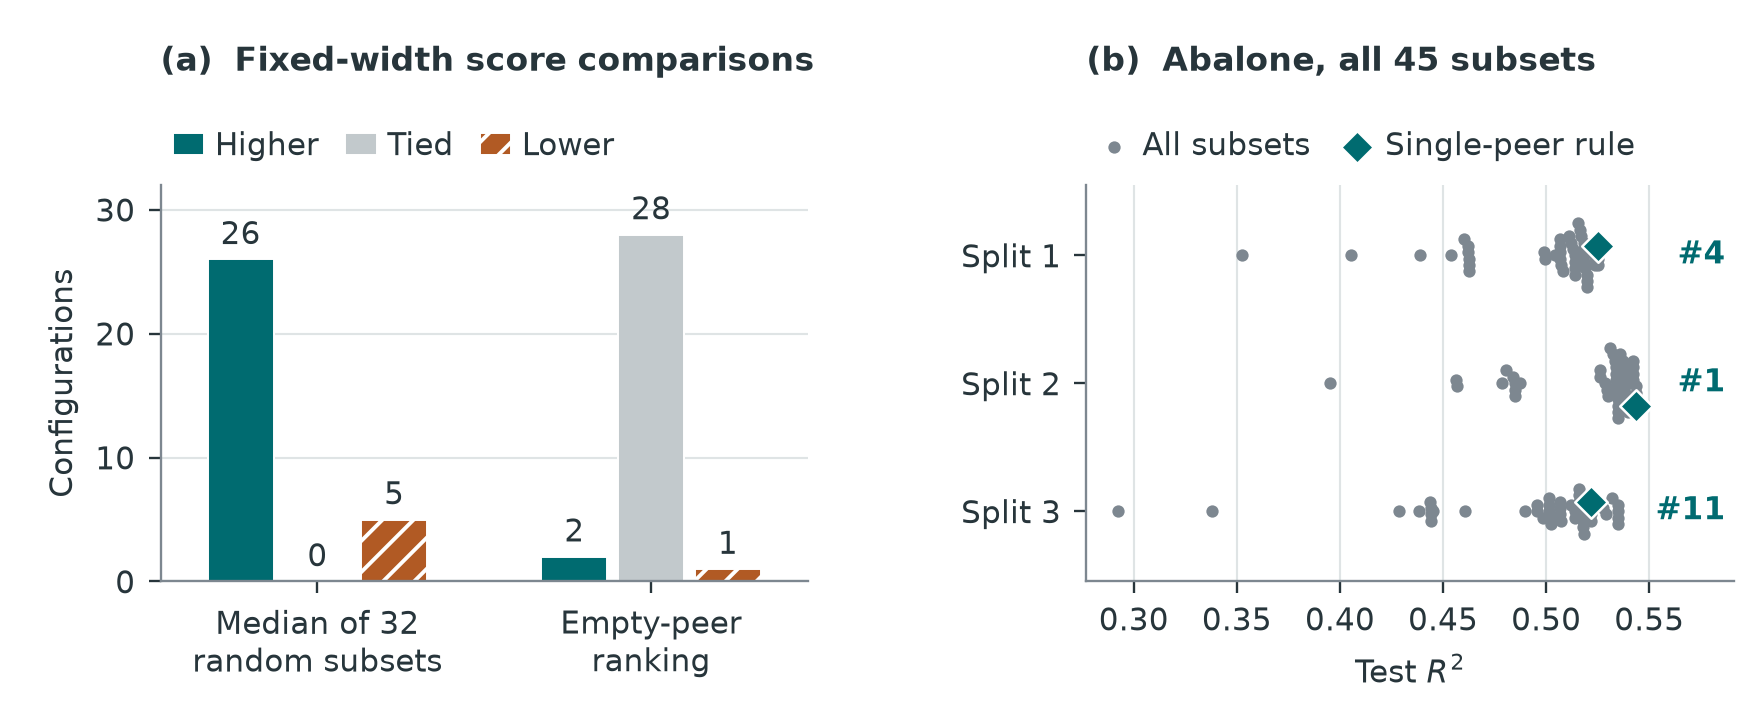 (a) Fixed-width score comparisons
Higher Tied Lower
Configurations
30
20
10
0
26
0
5
2
28
1
Median of 32
random subsets
Empty-peer
ranking
(b) Abalone, all 45 subsets
All subsets Single-peer rule
Split 1
#4
Split 2
#1
Split 3
#11
0.30 0.35 0.40 0.45 0.50 0.55
Test R²